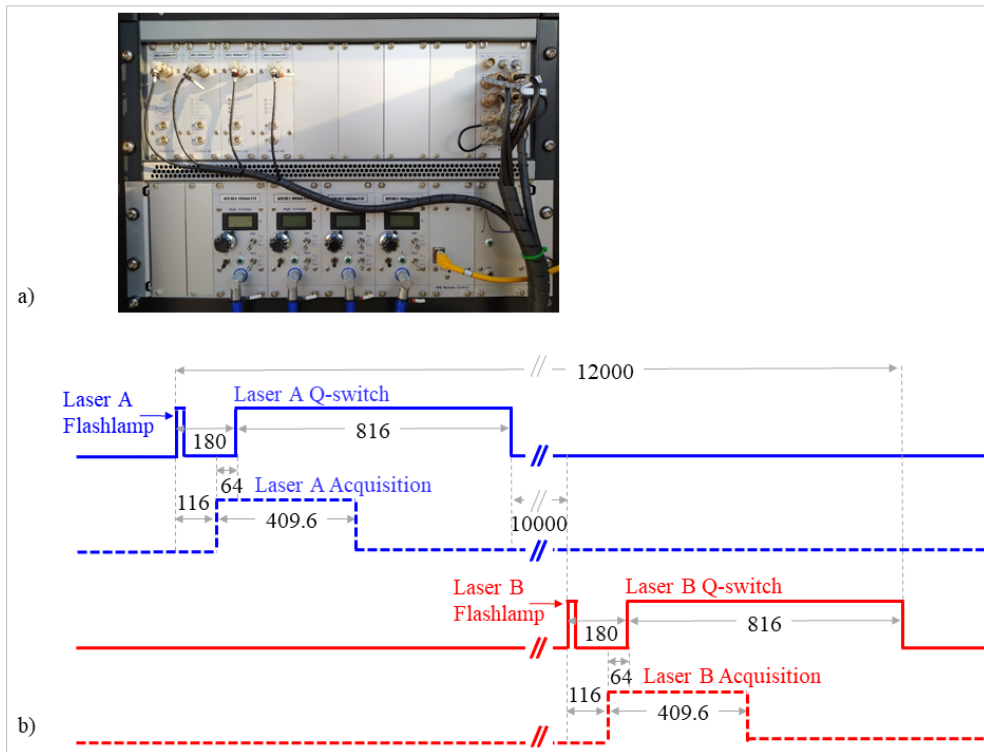 a)
12000
Laser A
Flashlamp
Laser A Q-switch
180
816
64
Laser A Acquisition
116
409.6
10000
Laser B
Flashlamp
Laser B Q-switch
180
816
64
Laser B Acquisition
116
409.6
b)